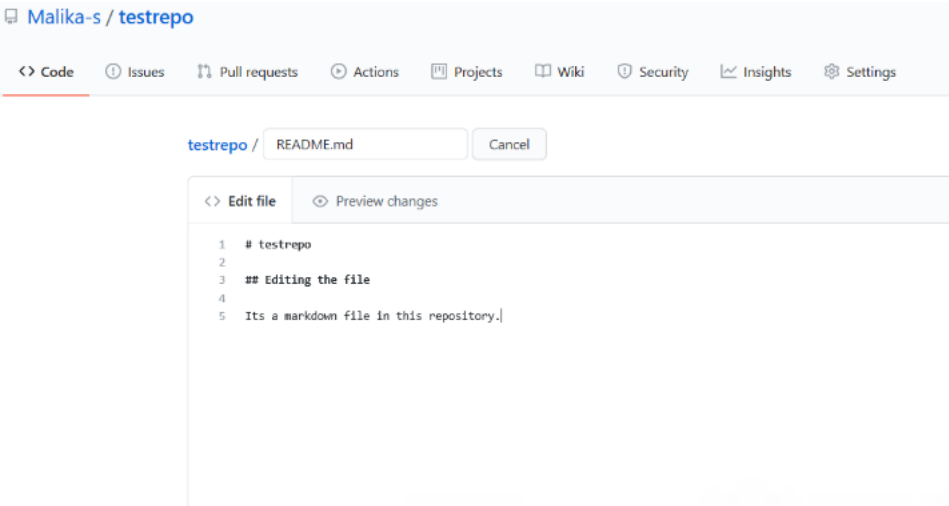 Malika-s / testrepo
<> Code Issues Pull requests Actions Projects Wiki Security Insights Settings
testrepo / README.md Cancel
<> Edit file Preview changes
1 # testrepo
2
3 ## Editing the file
4
5 Its a markdown file in this repository.